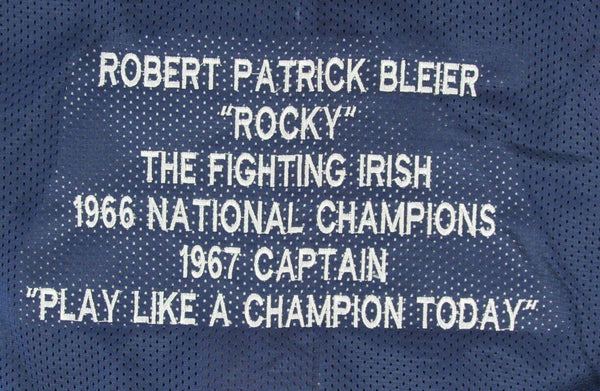 ROBERT PATRICK BLEIER
"ROCKY"
THE FIGHTING IRISH
1966 NATIONAL CHAMPIONS
1967 CAPTAIN
"PLAY LIKE A CHAMPION TODAY"